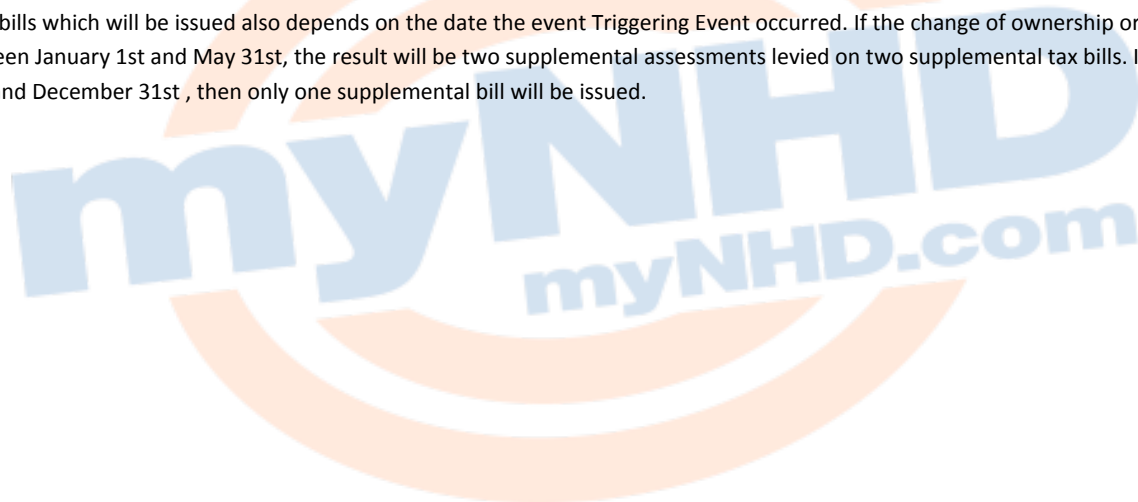 bills which will be issued also depends on the date the event Triggering Event occurred. If the change of ownership or
een January 1st and May 31st, the result will be two supplemental assessments levied on two supplemental tax bills. I
nd December 31st , then only one supplemental bill will be issued.
myNHD
myNHD.com